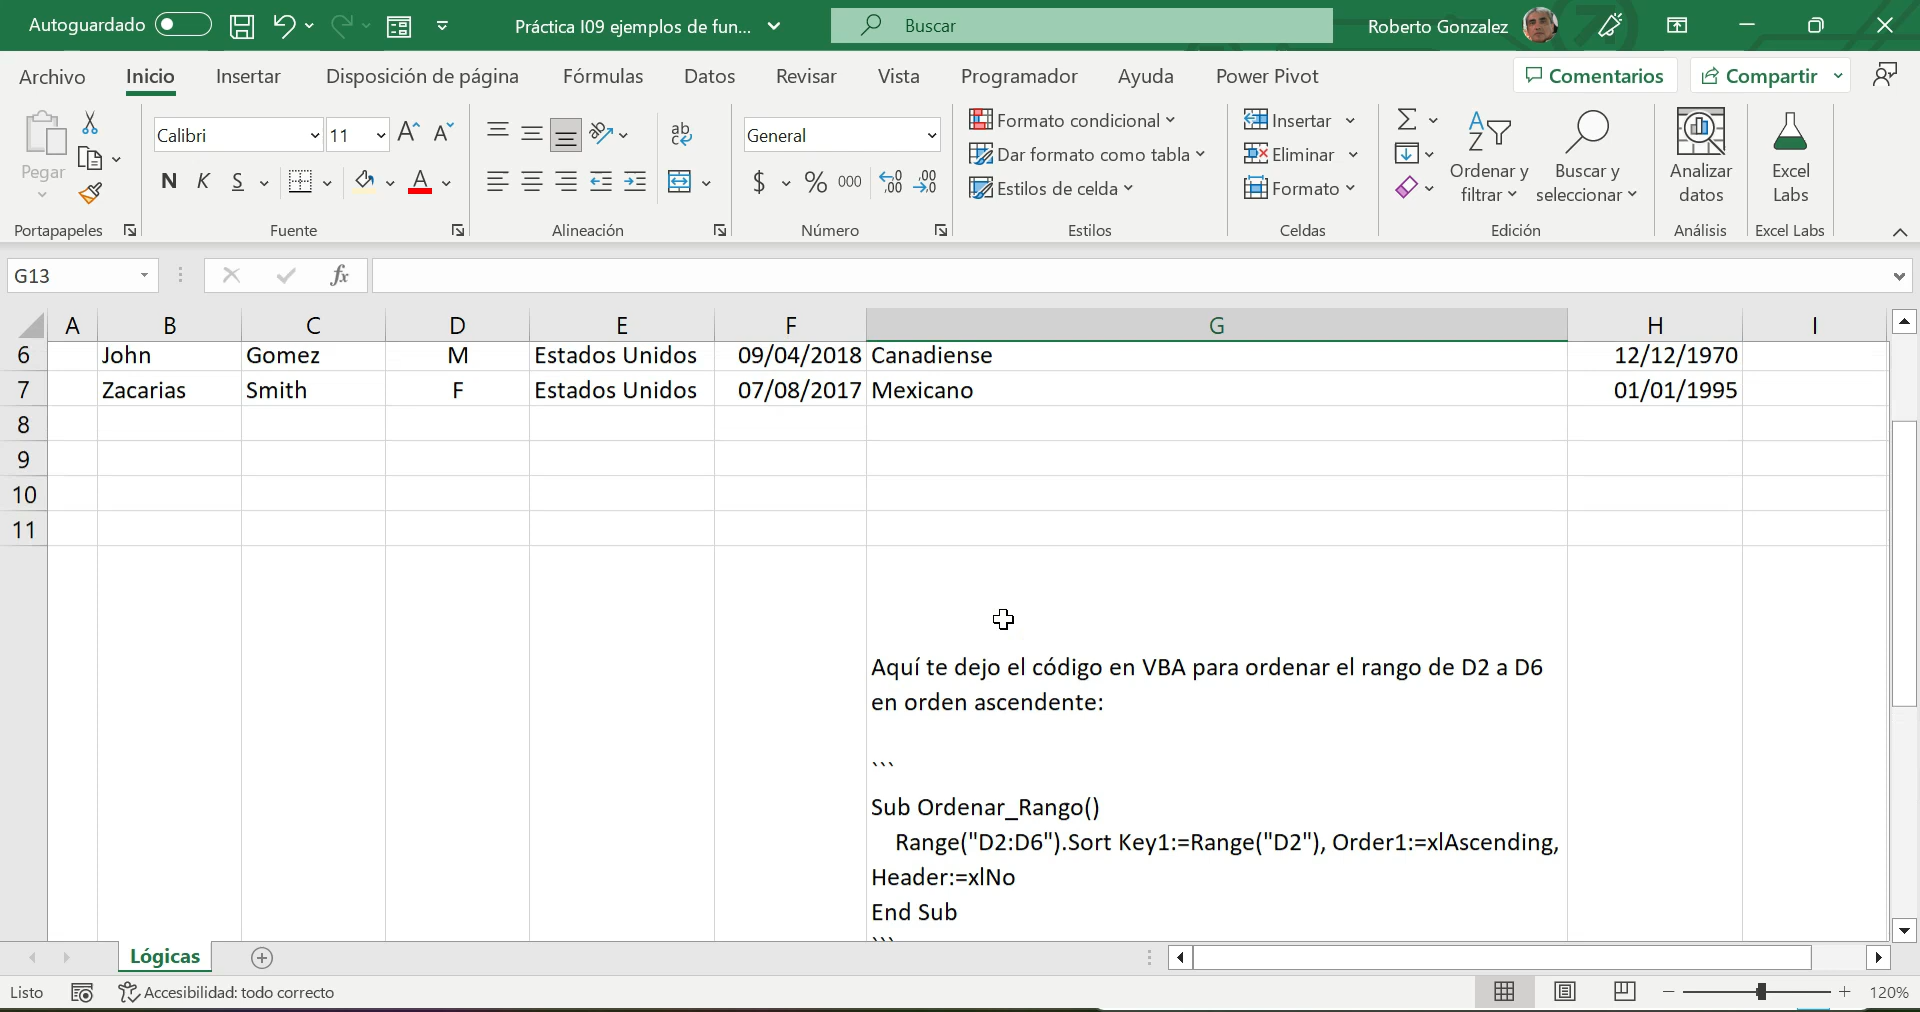 Autoguardado
Práctica I09 ejemplos de fun...
Buscar
Roberto Gonzalez
Archivo Inicio Insertar Disposición de página Fórmulas Datos Revisar Vista Programador Ayuda Power Pivot Comentarios Compartir
Pegar
Portapapeles
Calibri 11
N K S
Fuente
ab
Alineación
General
$ % 000
Número
Formato condicional
Dar formato como tabla
Estilos de celda
Estilos
Insertar
Eliminar
Formato
Celdas
Ordenar y
filtrar
Buscar y
seleccionar
Edición
Analizar
datos
Análisis
Excel
Labs
Excel Labs
G13
fx
A B C D E F G H I
6 John Gomez M Estados Unidos 09/04/2018 Canadiense 12/12/1970
7 Zacarias Smith F Estados Unidos 07/08/2017 Mexicano 01/01/1995
8
9
10
11
Aquí te dejo el código en VBA para ordenar el rango de D2 a D6
en orden ascendente:
```
Sub Ordenar_Rango()
Range("D2:D6").Sort Key1:=Range("D2"), Order1:=xlAscending,
Header:=xlNo
End Sub
```
Lógicas
Listo
Accesibilidad: todo correcto
120%